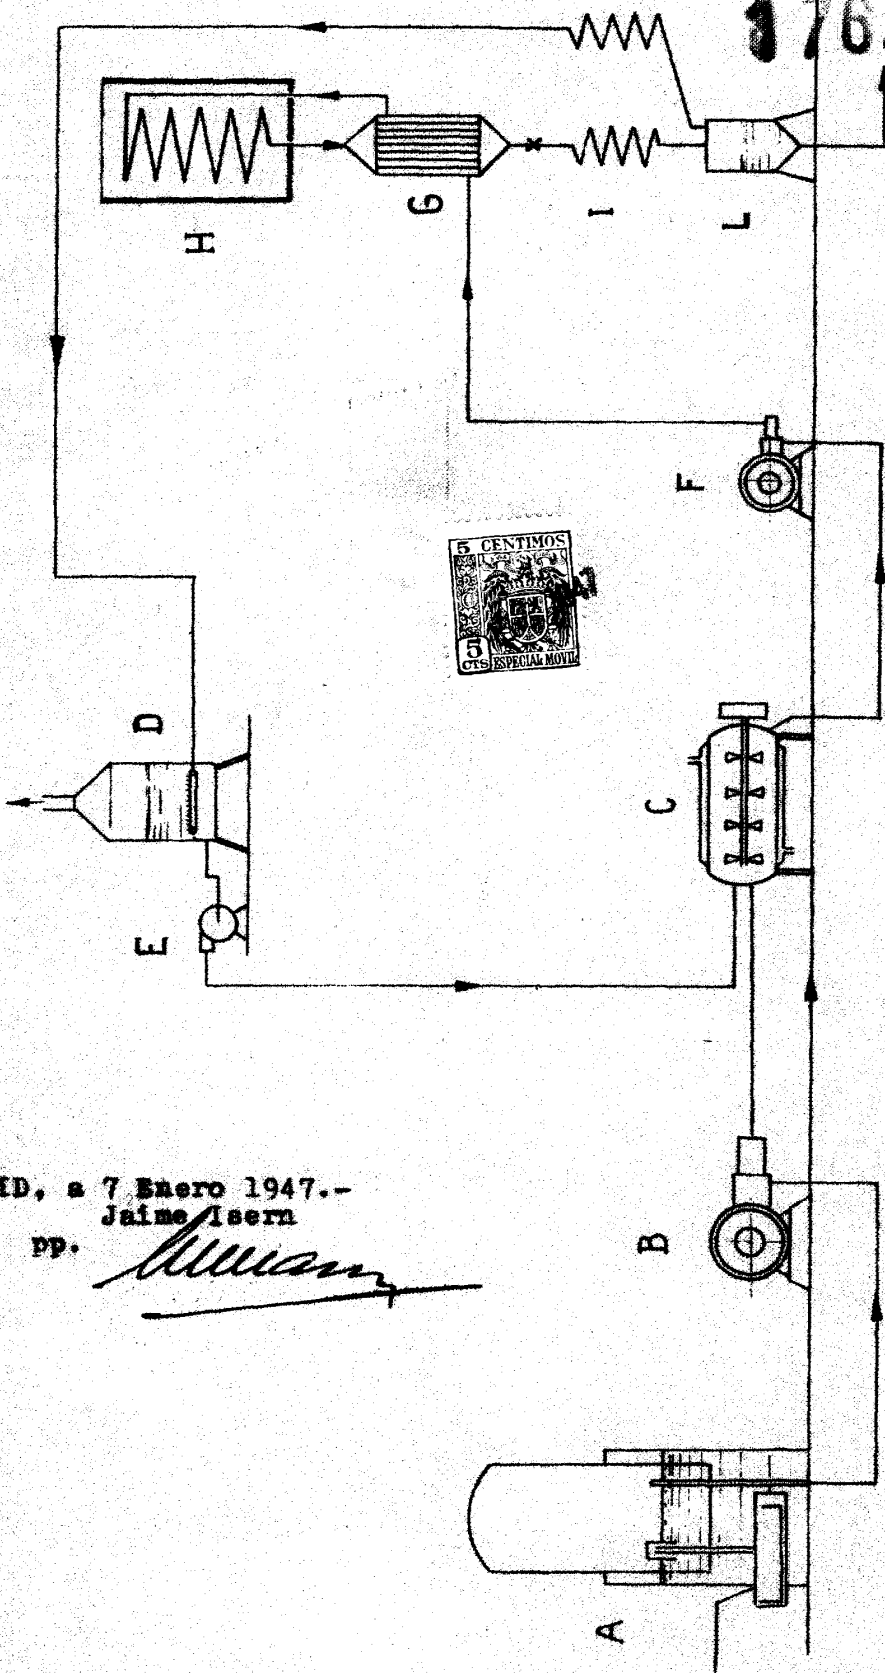 176
H
G
I
L
F
5 CENTIMOS
5 CTS
ESPECIAL MOVIL
D
C
E
ID, a 7 Enero 1947.-
Jaime Isern
pp.
B
A